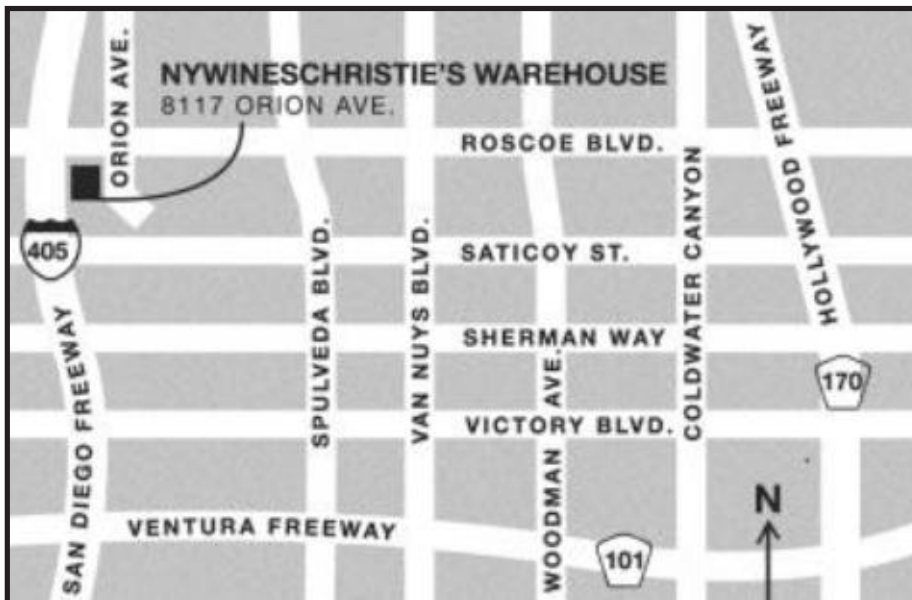 ORION AVE.
NYWINESCHRISTIE'S WAREHOUSE
8117 ORION AVE.
HOLLYWOOD FREEWAY
ROSCOE BLVD.
405
SATICOY ST.
SPULVEDA BLVD.
VAN NUYS BLVD.
COLDWATER CANYON
SHERMAN WAY
SAN DIEGO FREEWAY
WOODMAN AVE.
170
VICTORY BLVD.
VENTURA FREEWAY
N
101